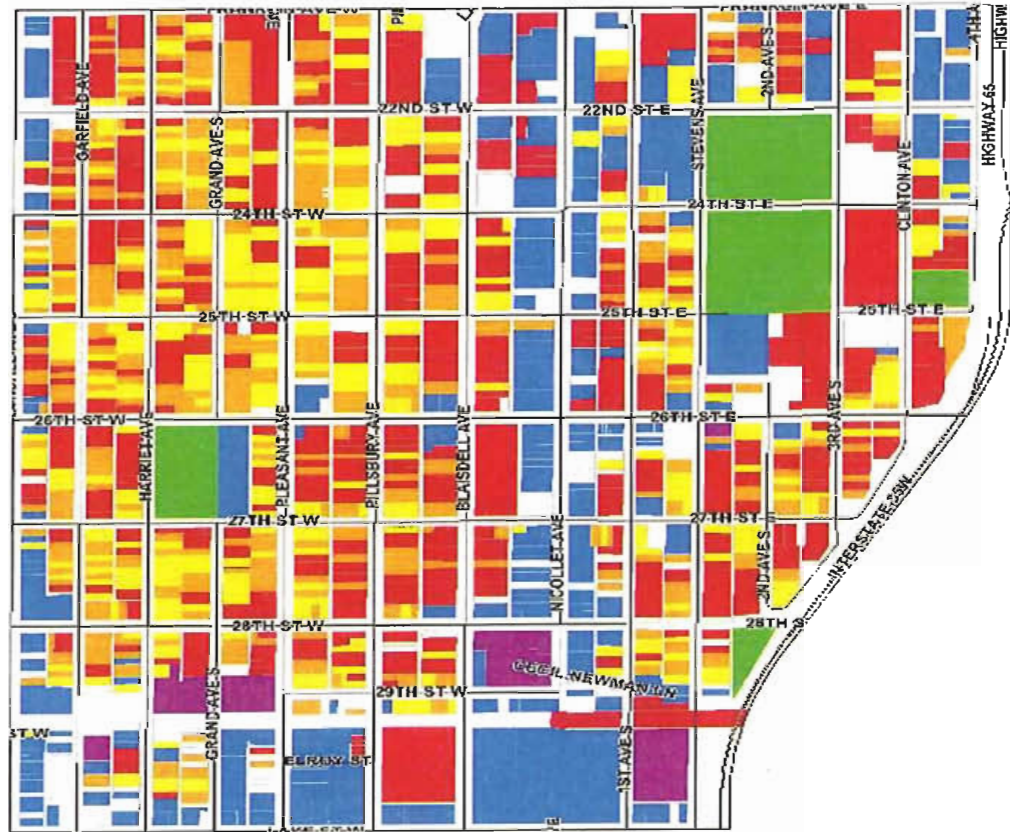 GARFIELD AVE
22ND ST W
22ND ST E
STEVENS AVE
2ND AVE S
HIGHWAY 65
GRAND AVE S
24TH ST W
24TH ST E
CLINTON AVE
25TH ST W
25TH ST E
25TH ST E
26TH ST W
26TH ST E
HARRIET AVE
PLEASANT AVE
PILLSBURY AVE
BLAISDELL AVE
3RD AVE S
27TH ST W
27TH ST E
NICOLLET AVE
2ND AVE S
INTERSTATE 35W
28TH ST W
28TH S
CECIL NEWMAN LN
29TH ST W
GRAND AVE S
ST W
1ST AVE S